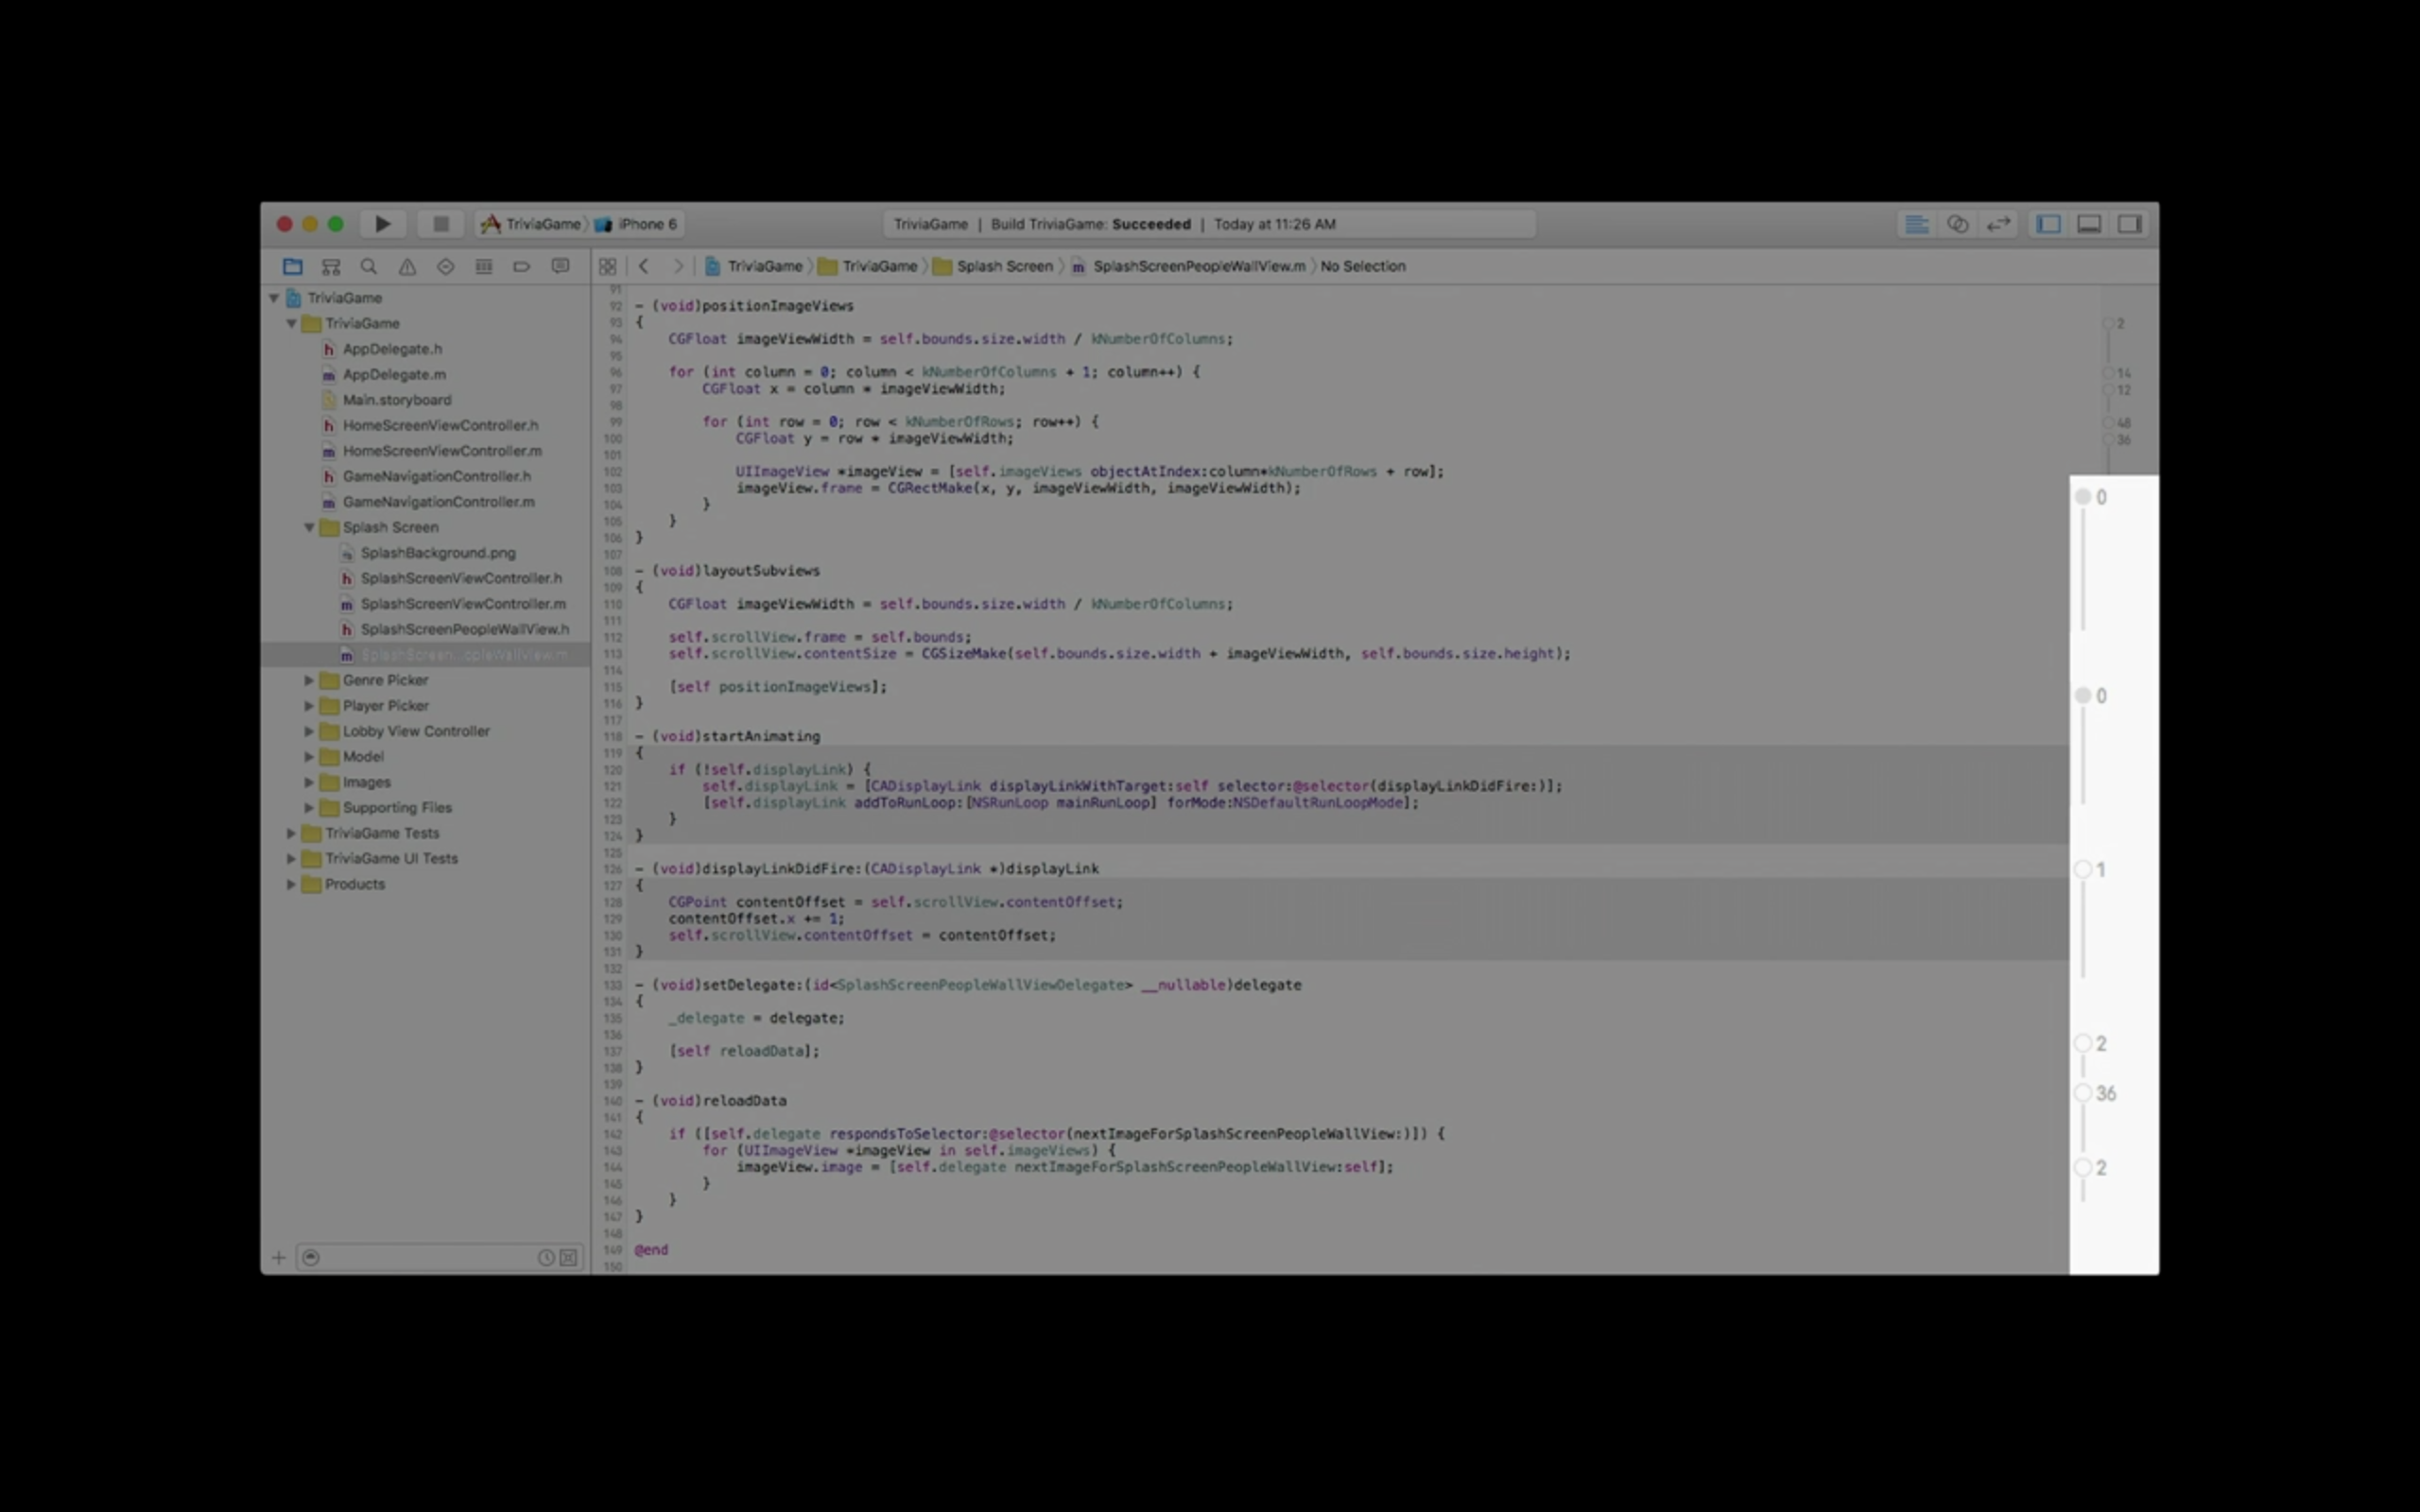 TriviaGame iPhone 6
TriviaGame | Build TriviaGame: Succeeded | Today at 11:26 AM
TriviaGame TriviaGame Splash Screen m SplashScreenPeopleWallView.m No Selection
TriviaGame
TriviaGame
h AppDelegate.h
m AppDelegate.m
Main.storyboard
h HomeScreenViewController.h
m HomeScreenViewController.m
h GameNavigationController.h
m GameNavigationController.m
Splash Screen
SplashBackground.png
h SplashScreenViewController.h
m SplashScreenViewController.m
h SplashScreenPeopleWallView.h
m SplashScreen...opleWallView.m
Genre Picker
Player Picker
Lobby View Controller
Model
Images
Supporting Files
TriviaGame Tests
TriviaGame UI Tests
Products
91
92 - (void)positionImageViews
93 {
94 CGFloat imageViewWidth = self.bounds.size.width / kNumberOfColumns;
95
96 for (int column = 0; column < kNumberOfColumns + 1; column++) {
97 CGFloat x = column * imageViewWidth;
98
99 for (int row = 0; row < kNumberOfRows; row++) {
100 CGFloat y = row * imageViewWidth;
101
102 UIImageView *imageView = [self.imageViews objectAtIndex:column*kNumberOfRows + row];
103 imageView.frame = CGRectMake(x, y, imageViewWidth, imageViewWidth);
104 }
105 }
106 }
107
108 - (void)layoutSubviews
109 {
110 CGFloat imageViewWidth = self.bounds.size.width / kNumberOfColumns;
111
112 self.scrollView.frame = self.bounds;
113 self.scrollView.contentSize = CGSizeMake(self.bounds.size.width + imageViewWidth, self.bounds.size.height);
114
115 [self positionImageViews];
116 }
117
118 - (void)startAnimating
119 {
120 if (!self.displayLink) {
121 self.displayLink = [CADisplayLink displayLinkWithTarget:self selector:@selector(displayLinkDidFire:)];
122 [self.displayLink addToRunLoop:[NSRunLoop mainRunLoop] forMode:NSDefaultRunLoopMode];
123 }
124 }
125
126 - (void)displayLinkDidFire:(CADisplayLink *)displayLink
127 {
128 CGPoint contentOffset = self.scrollView.contentOffset;
129 contentOffset.x += 1;
130 self.scrollView.contentOffset = contentOffset;
131 }
132
133 - (void)setDelegate:(id<SplashScreenPeopleWallViewDelegate> __nullable)delegate
134 {
135 _delegate = delegate;
136
137 [self reloadData];
138 }
139
140 - (void)reloadData
141 {
142 if ([self.delegate respondsToSelector:@selector(nextImageForSplashScreenPeopleWallView:)]) {
143 for (UIImageView *imageView in self.imageViews) {
144 imageView.image = [self.delegate nextImageForSplashScreenPeopleWallView:self];
145 }
146 }
147 }
148
149 @end
150
2
14
12
48
36
0
0
1
2
36
2